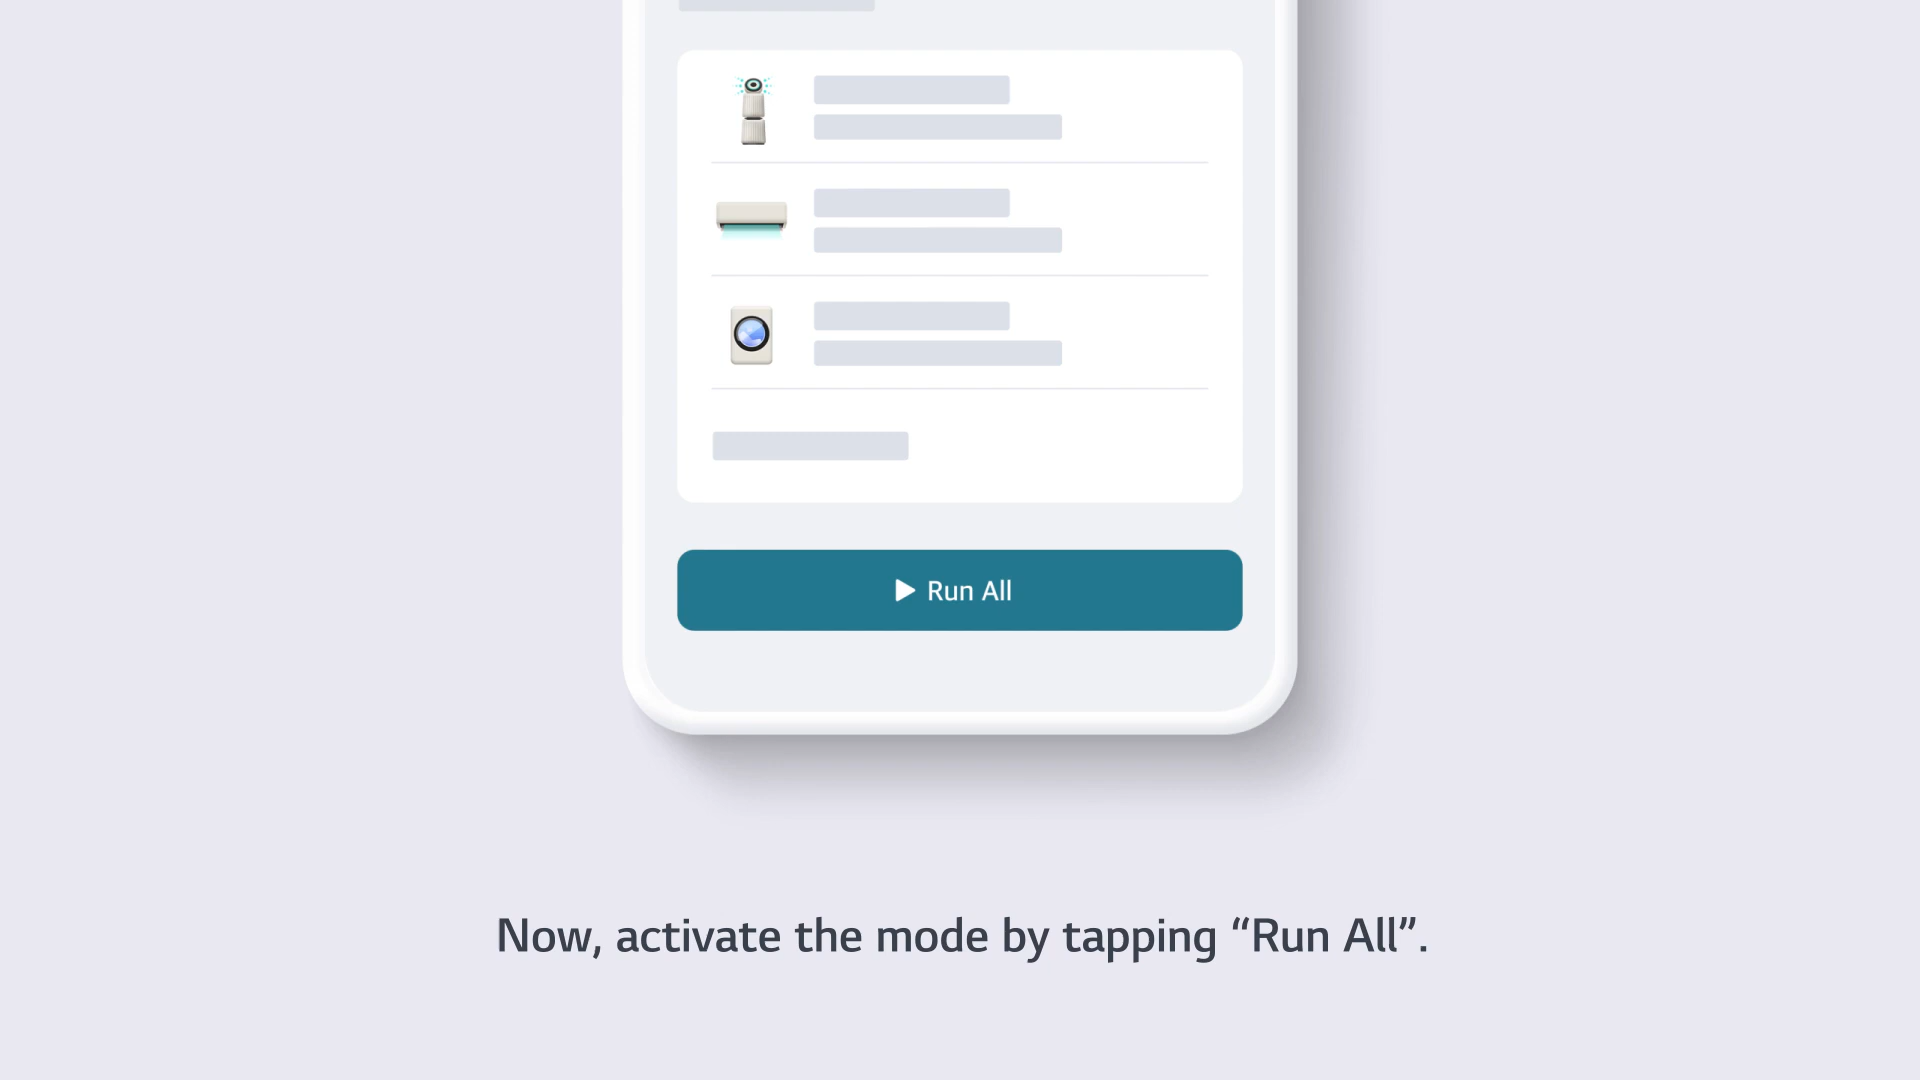 Run All
Now, activate the mode by tapping “Run All”.